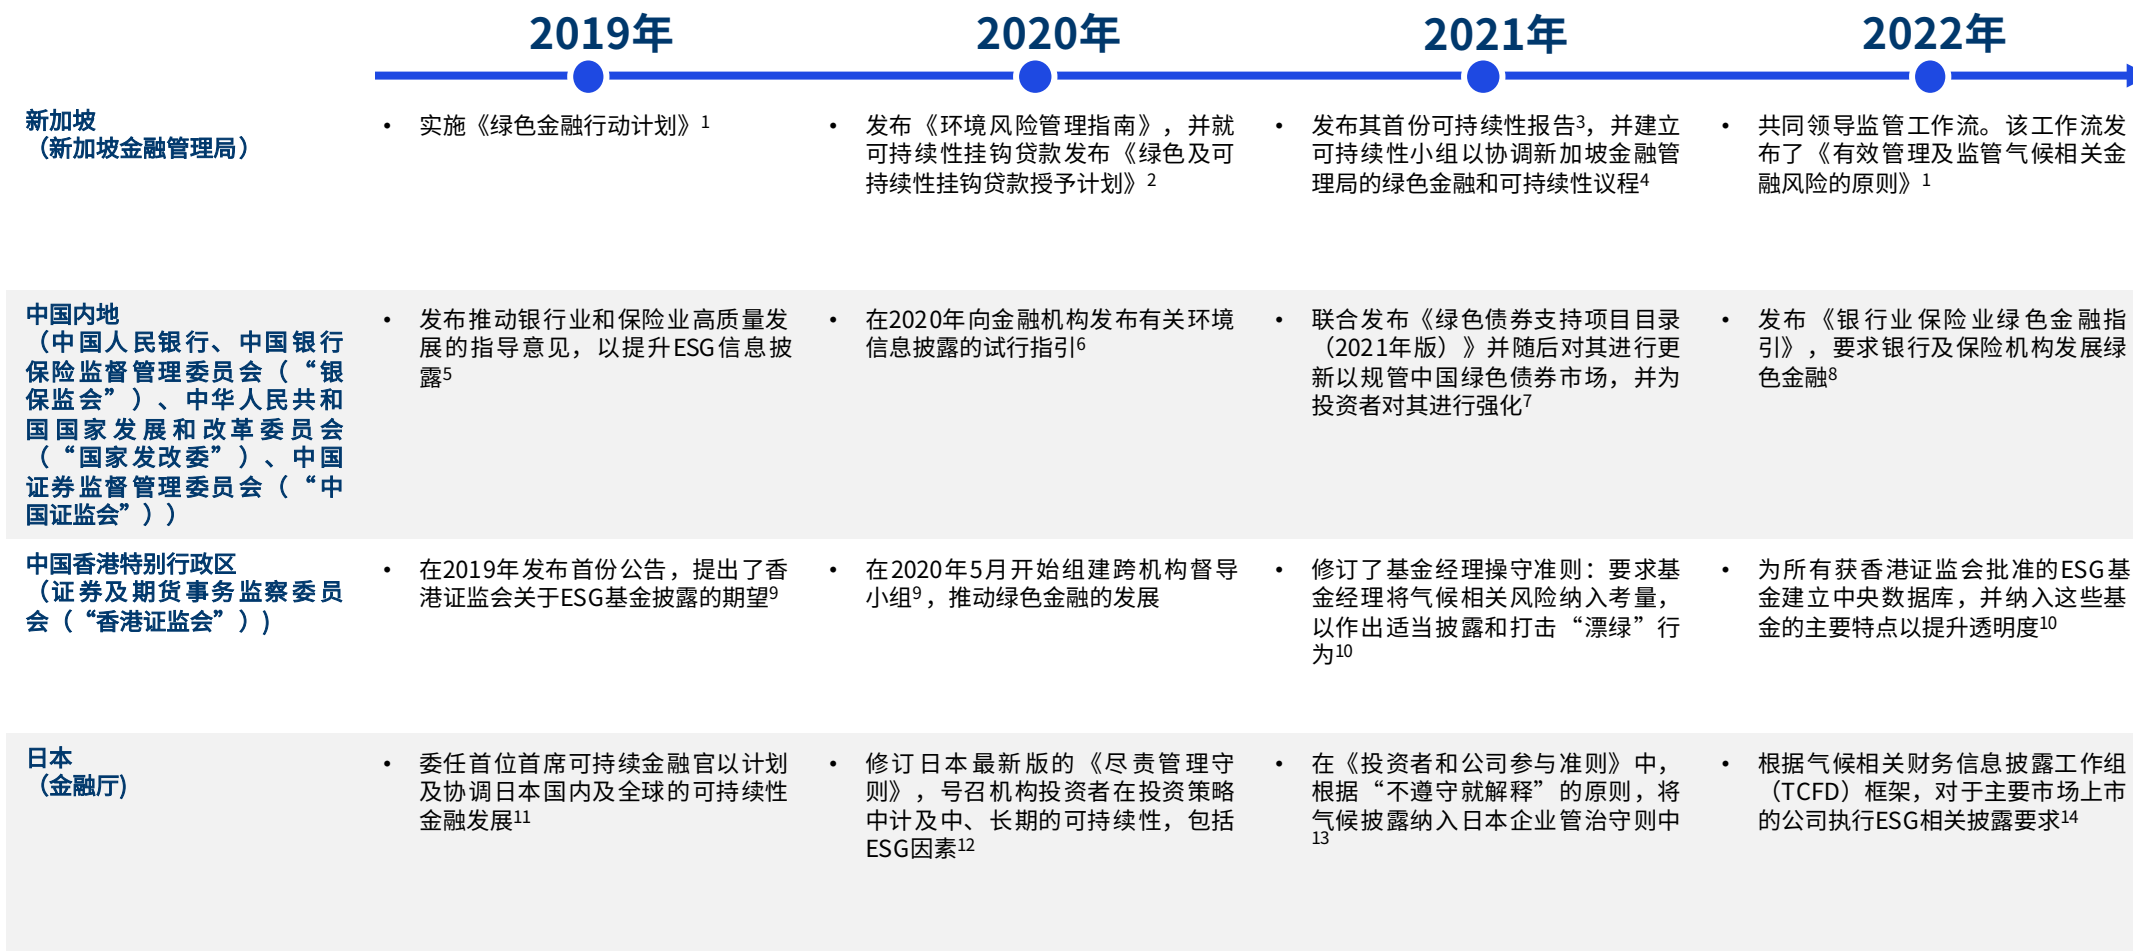 2019年
2020年
2021年
2022年
新加坡
（新加坡金融管理局）
• 实施《绿色金融行动计划》1
• 发布《环境风险管理指南》，并就
可持续性挂钩贷款发布《绿色及可
持续性挂钩贷款授予计划》2
• 发布其首份可持续性报告3，并建立
可持续性小组以协调新加坡金融管
理局的绿色金融和可持续性议程4
• 共同领导监管工作流。该工作流发
布了《有效管理及监管气候相关金
融风险的原则》1
中国内地
（中国人民银行、中国银行
保险监督管理委员会（“银
保监会”）、中华人民共和
国国家发展和改革委员会
（“国家发改委”）、中国
证券监督管理委员会（“中
国证监会”））
• 发布推动银行业和保险业高质量发
展的指导意见，以提升ESG信息披
露5
• 在2020年向金融机构发布有关环境
信息披露的试行指引6
• 联合发布《绿色债券支持项目目录
（2021年版）》并随后对其进行更
新以规管中国绿色债券市场，并为
投资者对其进行强化7
• 发布《银行业保险业绿色金融指
引》，要求银行及保险机构发展绿
色金融8
中国香港特别行政区
（证券及期货事务监察委员
会（“香港证监会”）)
• 在2019年发布首份公告，提出了香
港证监会关于ESG基金披露的期望9
• 在2020年5月开始组建跨机构督导
小组9，推动绿色金融的发展
• 修订了基金经理操守准则：要求基
金经理将气候相关风险纳入考量，
以作出适当披露和打击“漂绿”行
为10
• 为所有获香港证监会批准的ESG基
金建立中央数据库，并纳入这些基
金的主要特点以提升透明度10
日本
（金融厅)
• 委任首位首席可持续金融官以计划
及协调日本国内及全球的可持续性
金融发展11
• 修订日本最新版的《尽责管理守
则》，号召机构投资者在投资策略
中计及中、长期的可持续性，包括
ESG因素12
• 在《投资者和公司参与准则》中，
根据“不遵守就解释”的原则，将
气候披露纳入日本企业管治守则中
13
• 根据气候相关财务信息披露工作组
（TCFD）框架，对于主要市场上市
的公司执行ESG相关披露要求14